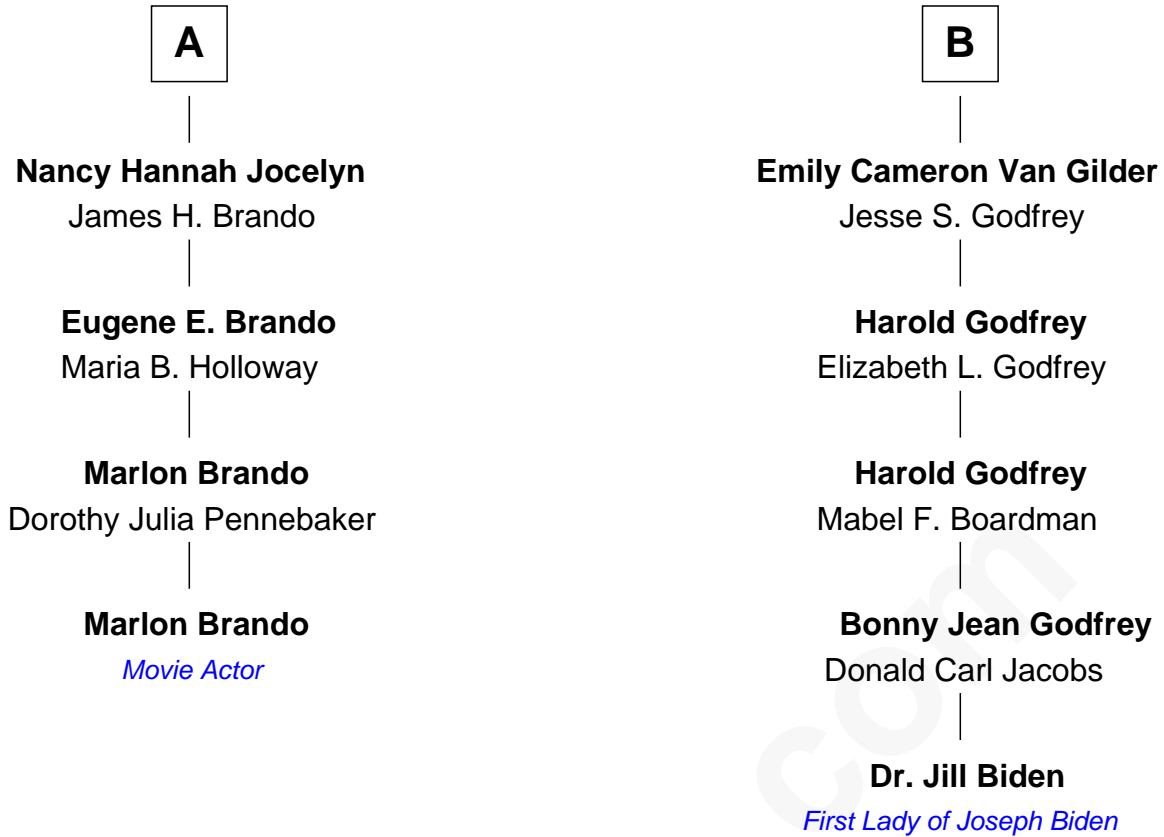 A
Nancy Hannah Jocelyn
James H. Brando
Eugene E. Brando
Maria B. Holloway
Marlon Brando
Dorothy Julia Pennebaker
Marlon Brando
Movie Actor
B
Emily Cameron Van Gilder
Jesse S. Godfrey
Harold Godfrey
Elizabeth L. Godfrey
Harold Godfrey
Mabel F. Boardman
Bonny Jean Godfrey
Donald Carl Jacobs
Dr. Jill Biden
First Lady of Joseph Biden
com